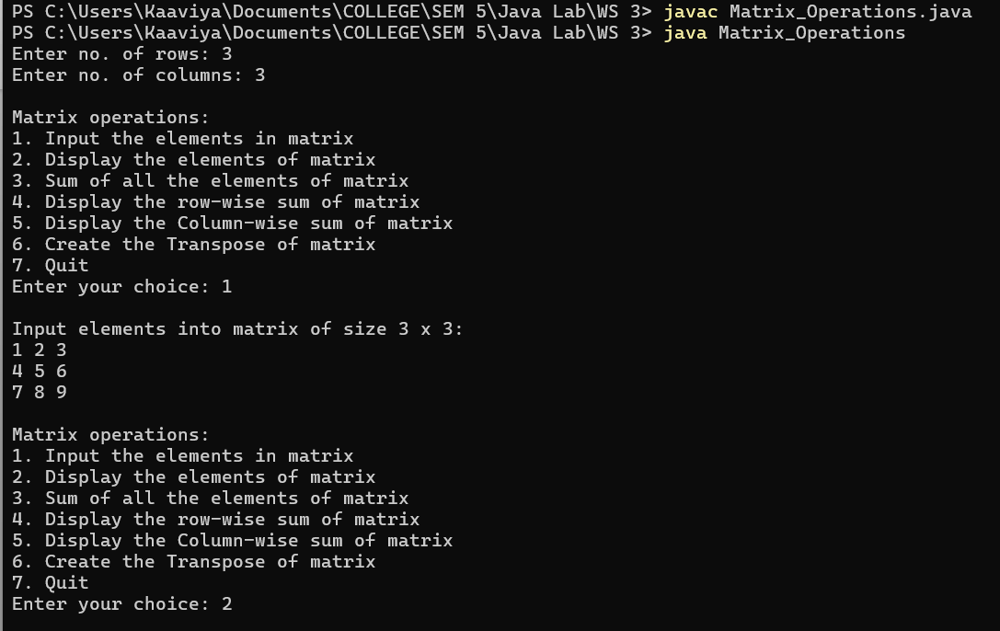 PS C:\Users\Kaaviya\Documents\COLLEGE\SEM 5\Java Lab\WS 3> javac Matrix_Operations.java
PS C:\Users\Kaaviya\Documents\COLLEGE\SEM 5\Java Lab\WS 3> java Matrix_Operations
Enter no. of rows: 3
Enter no. of columns: 3

Matrix operations:
1. Input the elements in matrix
2. Display the elements of matrix
3. Sum of all the elements of matrix
4. Display the row-wise sum of matrix
5. Display the Column-wise sum of matrix
6. Create the Transpose of matrix
7. Quit
Enter your choice: 1

Input elements into matrix of size 3 x 3:
1 2 3
4 5 6
7 8 9

Matrix operations:
1. Input the elements in matrix
2. Display the elements of matrix
3. Sum of all the elements of matrix
4. Display the row-wise sum of matrix
5. Display the Column-wise sum of matrix
6. Create the Transpose of matrix
7. Quit
Enter your choice: 2